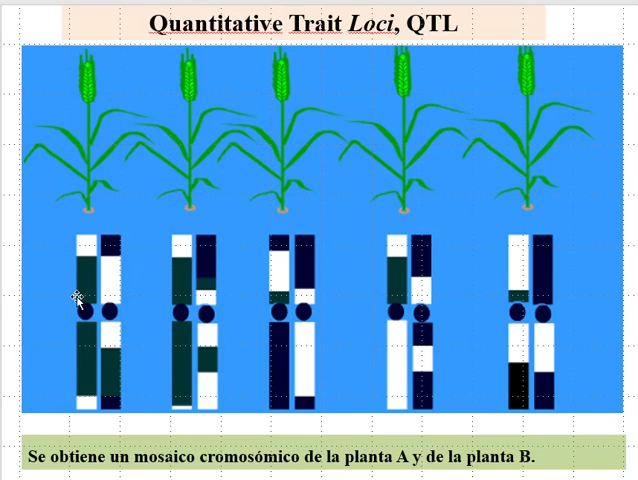 Quantitative Trait Loci, QTL
Se obtiene un mosaico cromosómico de la planta A y de la planta B.